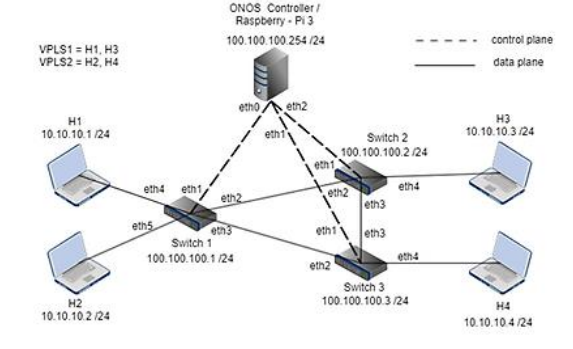 ONOS Controller /
Raspberry - Pi 3
100.100.100.254 /24
VPLS1 = H1, H3
VPLS2 = H2, H4
control plane
data plane
eth0
eth2
eth1
H1
10.10.10.1 /24
H3
10.10.10.3 /24
Switch 2
100.100.100.2 /24
eth1
eth2
eth4
eth3
eth4
eth1
eth2
eth5
eth3
Switch 1
100.100.100.1 /24
eth1
eth3
eth2
eth4
Switch 3
100.100.100.3 /24
H2
10.10.10.2 /24
H4
10.10.10.4 /24